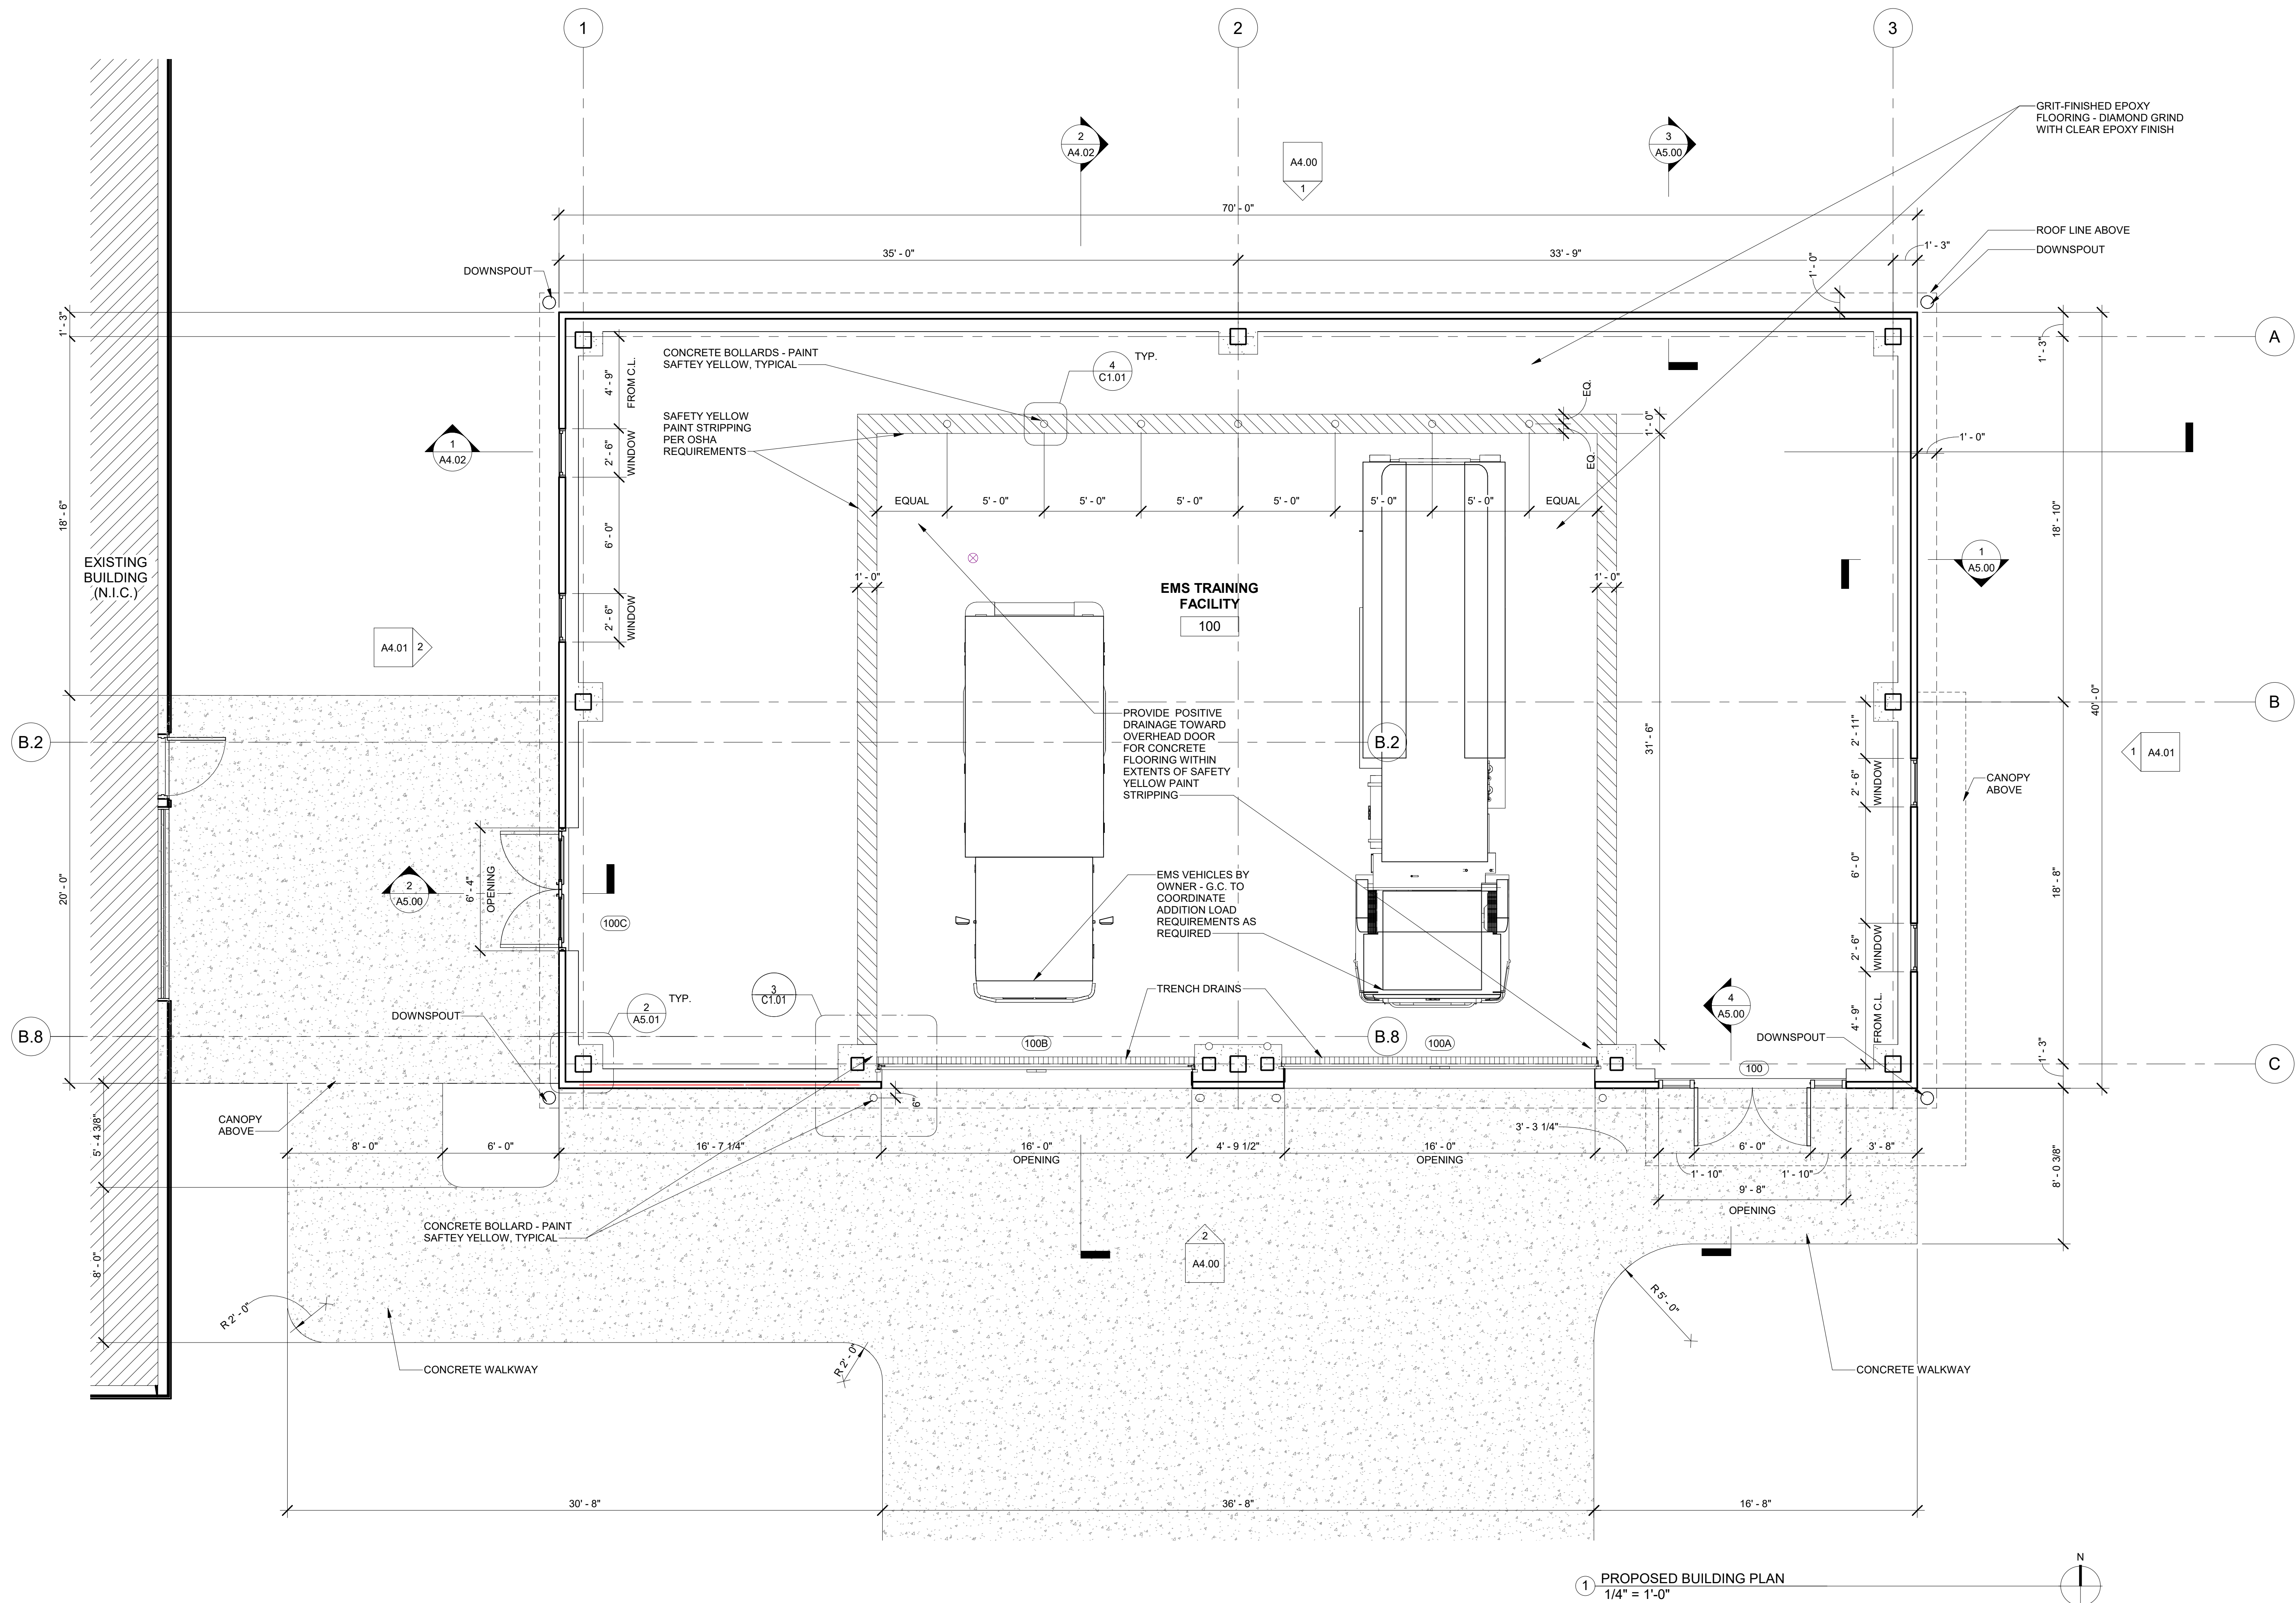 1
2
3
2
A4.02
A4.00
1
3
A5.00
GRIT-FINISHED EPOXY
FLOORING - DIAMOND GRIND
WITH CLEAR EPOXY FINISH
70' - 0"
35' - 0"
33' - 9"
1' - 3"
1' - 0"
ROOF LINE ABOVE
DOWNSPOUT
DOWNSPOUT
1' - 3"
A
1' - 3"
CONCRETE BOLLARDS - PAINT
SAFTEY YELLOW, TYPICAL
4
C1.01
TYP.
4' - 9"
FROM C.L.
EQ.
EQ.
1' - 0"
SAFETY YELLOW
PAINT STRIPPING
PER OSHA
REQUIREMENTS
1
A4.02
2' - 6"
WINDOW
1' - 0"
EQUAL
5' - 0"
5' - 0"
5' - 0"
5' - 0"
5' - 0"
5' - 0"
EQUAL
18' - 6"
6' - 0"
18' - 10"
EXISTING
BUILDING
(N.I.C.)
1
A5.00
1' - 0"
1' - 0"
EMS TRAINING
FACILITY
100
2' - 6"
WINDOW
A4.01
2
B
40' - 0"
PROVIDE  POSITIVE
DRAINAGE TOWARD
OVERHEAD DOOR
FOR CONCRETE
FLOORING WITHIN
EXTENTS OF SAFETY
YELLOW PAINT
STRIPPING
B.2
B.2
31' - 6"
2' - 11"
1
A4.01
2' - 6"
WINDOW
CANOPY
ABOVE
6' - 0"
18' - 8"
20' - 0"
6' - 4"
OPENING
2
A5.00
100C
EMS VEHICLES BY
OWNER - G.C. TO
COORDINATE
ADDITION LOAD
REQUIREMENTS AS
REQUIRED
2' - 6"
WINDOW
TRENCH DRAINS
3
C1.01
2
A5.01
TYP.
4
A5.00
4' - 9"
FROM C.L.
DOWNSPOUT
DOWNSPOUT
B.8
B.8
100B
100A
100
1' - 3"
C
CANOPY
ABOVE
6"
5' - 4 3/8"
8' - 0"
6' - 0"
16' - 7 1/4"
16' - 0"
OPENING
4' - 9 1/2"
16' - 0"
OPENING
3' - 3 1/4"
6' - 0"
3' - 8"
1' - 10"
1' - 10"
9' - 8"
OPENING
8' - 0 3/8"
CONCRETE BOLLARD - PAINT
SAFTEY YELLOW, TYPICAL
2
A4.00
8' - 0"
R 2' - 0"
R 2' - 0"
R 5' - 0"
CONCRETE WALKWAY
CONCRETE WALKWAY
30' - 8"
36' - 8"
16' - 8"
1
PROPOSED BUILDING PLAN
1/4" = 1'-0"
N